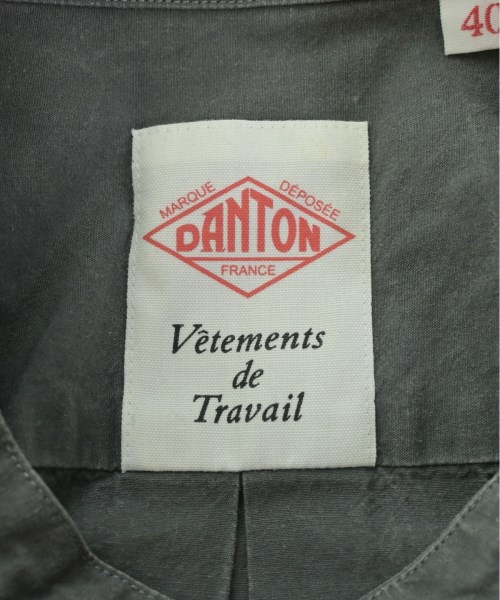 40
MARQUE DÉPOSÉE
DANTON
FRANCE
Vêtements
de
Travail